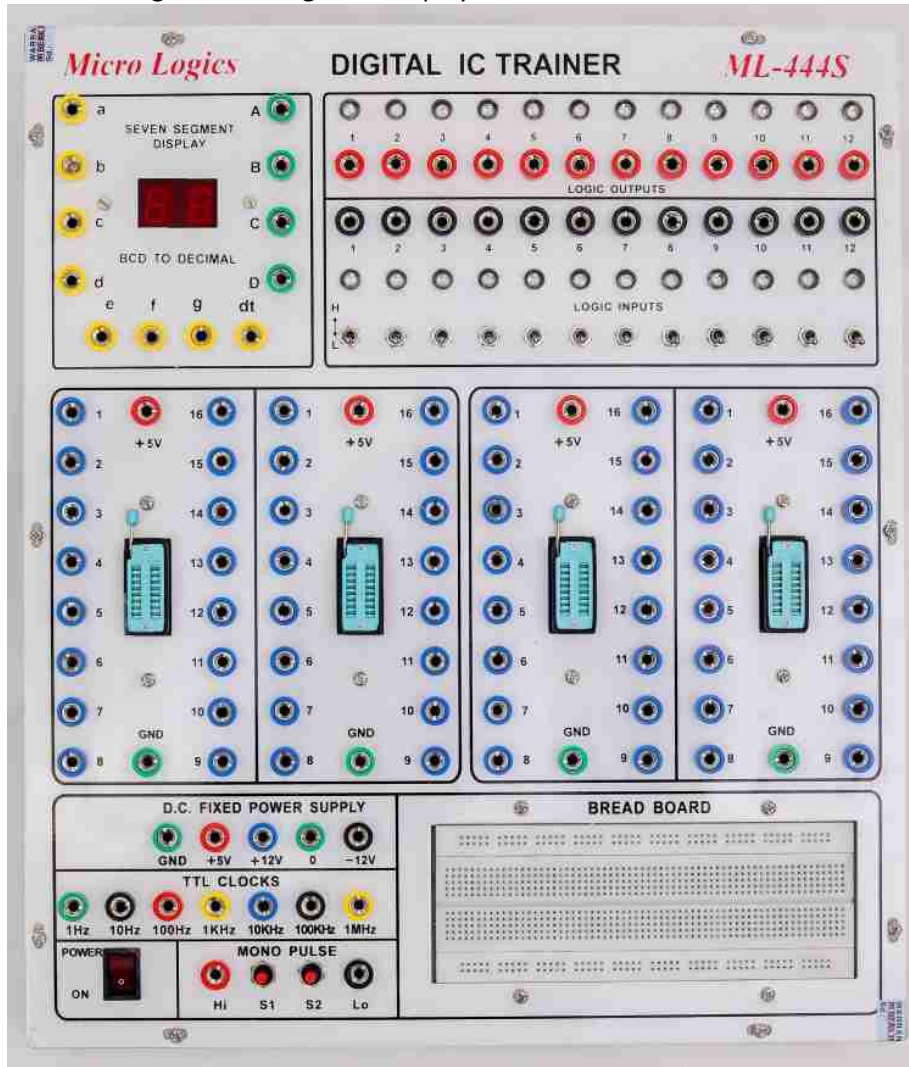 Micro Logics DIGITAL IC TRAINER ML-444S
a A
SEVEN SEGMENT
DISPLAY
b B
c C
BCD TO DECIMAL
d D
e f g dt
1 2 3 4 5 6 7 8 9 10 11 12
LOGIC OUTPUTS
1 2 3 4 5 6 7 8 9 10 11 12
LOGIC INPUTS
H
L
1 16 1 16 1 16 1 16
+5V +5V +5V +5V
2 15 2 15 2 15 2 15
3 14 3 14 3 14 3 14
4 13 4 13 4 13 4 13
5 12 5 12 5 12 5 12
6 11 6 11 6 11 6 11
7 10 7 10 7 10 7 10
GND GND GND GND
8 9 8 9 8 9 8 9
D.C. FIXED POWER SUPPLY
GND +5V +12V 0 -12V
TTL CLOCKS
1Hz 10Hz 100Hz 1KHz 10KHz 100KHz 1MHz
POWER
ON
MONO PULSE
Hi S1 S2 Lo
BREAD BOARD